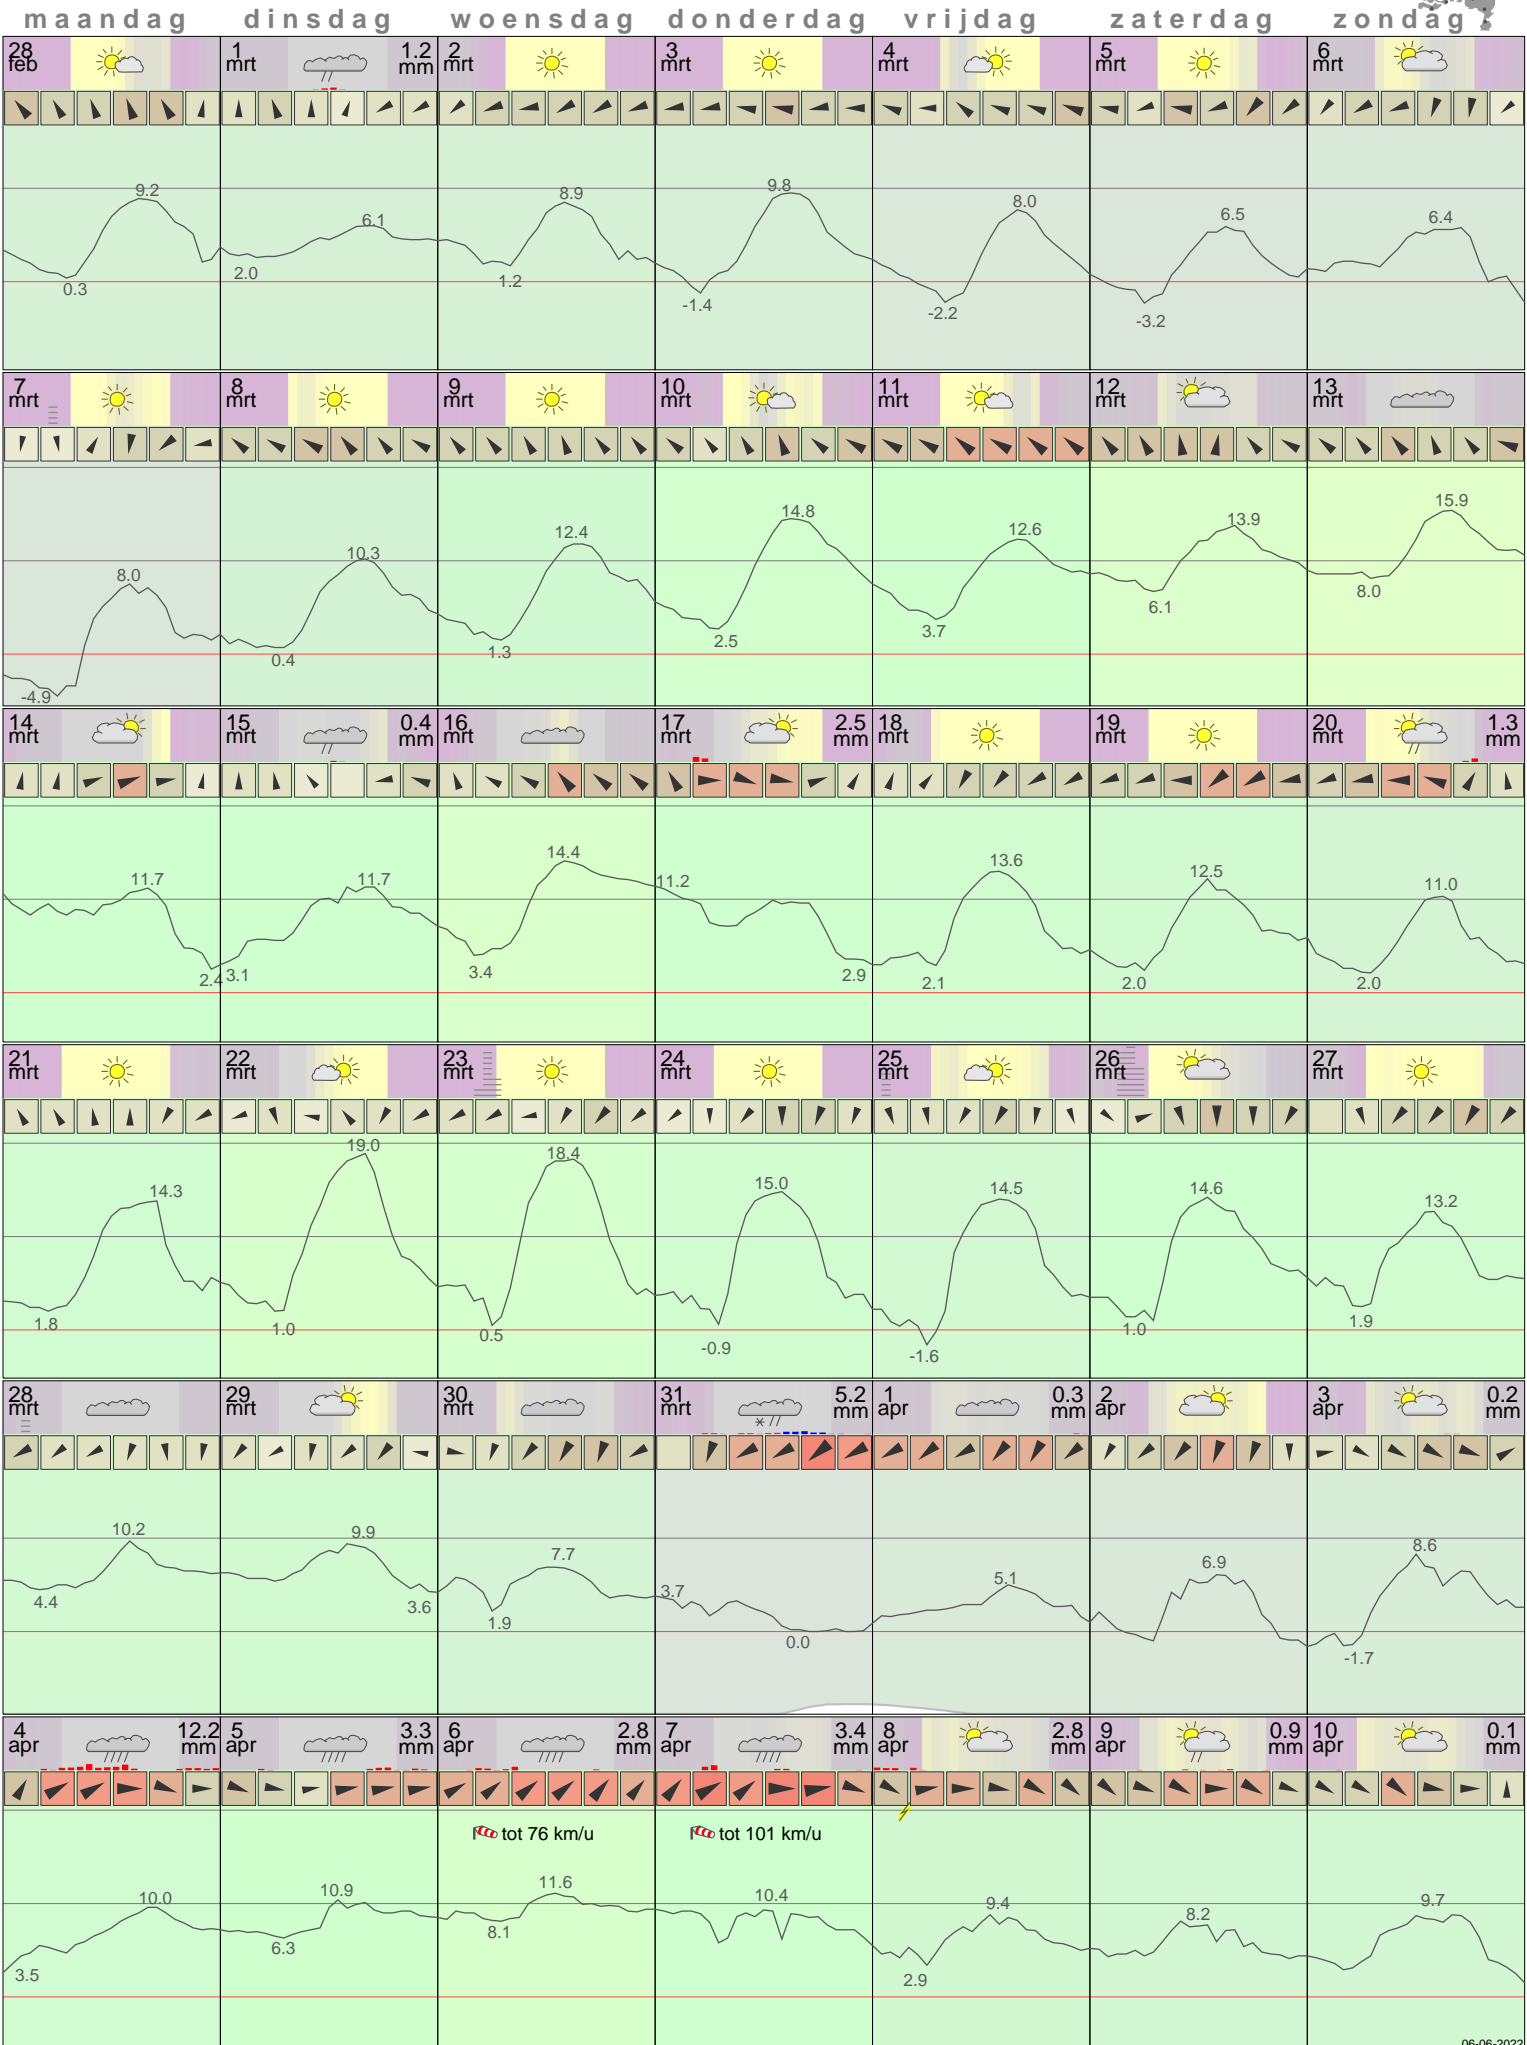 maandag dinsdag woensdag donderdag vrijdag zaterdag zondag
28 feb 1 mrt 1.2 mm 2 mrt 3 mrt 4 mrt 5 mrt 6 mrt
9.2 6.1 8.9 9.8 8.0 6.5 6.4
0.3 2.0 1.2 -1.4 -2.2 -3.2
7 mrt 8 mrt 9 mrt 10 mrt 11 mrt 12 mrt 13 mrt
8.0 10.3 12.4 14.8 12.6 13.9 15.9
-4.9 0.4 1.3 2.5 3.7 6.1 8.0
14 mrt 15 mrt 0.4 mm 16 mrt 17 mrt 2.5 mm 18 mrt 19 mrt 20 mrt 1.3 mm
11.7 11.7 14.4 11.2 13.6 12.5 11.0
2.4 3.1 3.4 2.9 2.1 2.0 2.0
21 mrt 22 mrt 23 mrt 24 mrt 25 mrt 26 mrt 27 mrt
14.3 19.0 18.4 15.0 14.5 14.6 13.2
1.8 1.0 0.5 -0.9 -1.6 1.0 1.9
28 mrt 29 mrt 30 mrt 31 mrt 5.2 mm 1 apr 0.3 mm 2 apr 3 apr 0.2 mm
10.2 9.9 7.7 3.7 5.1 6.9 8.6
4.4 3.6 1.9 0.0 -1.7
4 apr 12.2 mm 5 apr 3.3 mm 6 apr 2.8 mm 7 apr 3.4 mm 8 apr 2.8 mm 9 apr 0.9 mm 10 apr 0.1 mm
tot 76 km/u tot 101 km/u
10.0 10.9 11.6 10.4 9.4 8.2 9.7
3.5 6.3 8.1 2.9
06-06-2022